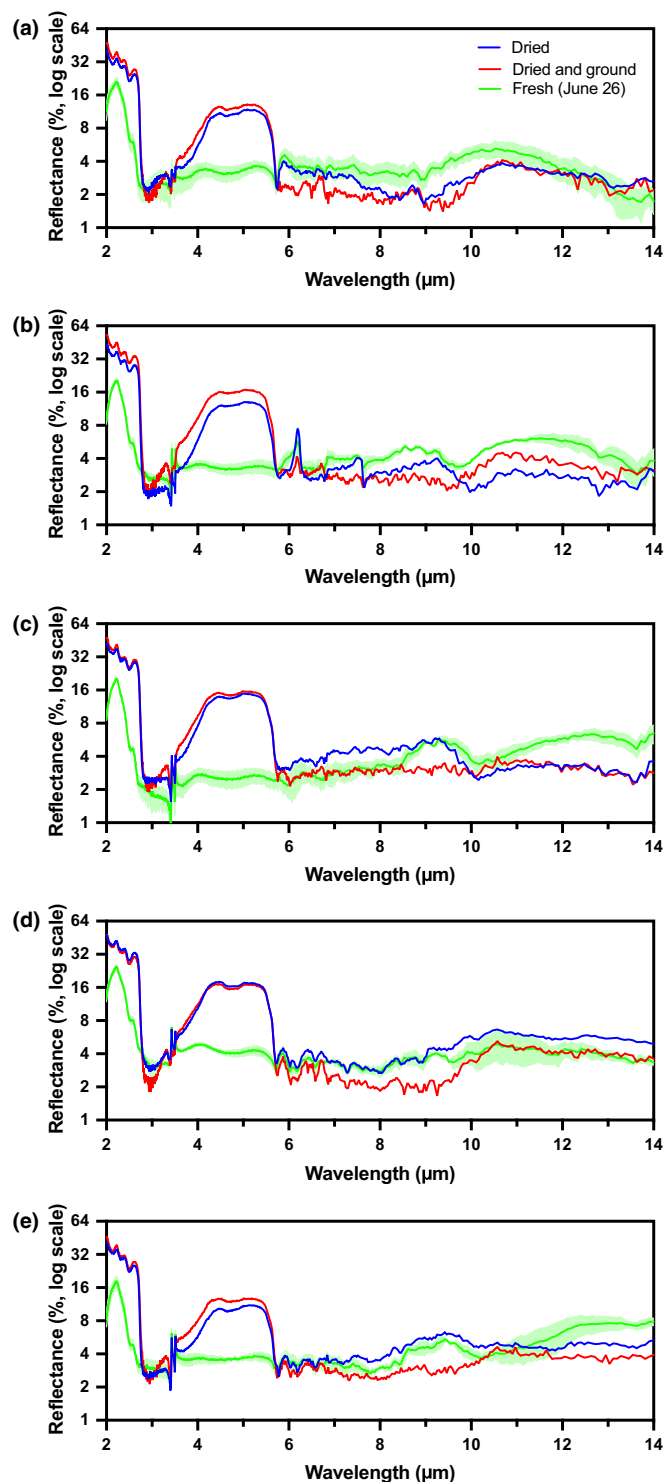 (a)
Reflectance (%, log scale)
64
32
16
8
4
2
1
Dried
Dried and ground
Fresh (June 26)
2 4 6 8 10 12 14
Wavelength (µm)
(b)
Reflectance (%, log scale)
64
32
16
8
4
2
1
2 4 6 8 10 12 14
Wavelength (µm)
(c)
Reflectance (%, log scale)
64
32
16
8
4
2
1
2 4 6 8 10 12 14
Wavelength (µm)
(d)
Reflectance (%, log scale)
64
32
16
8
4
2
1
2 4 6 8 10 12 14
Wavelength (µm)
(e)
Reflectance (%, log scale)
64
32
16
8
4
2
1
2 4 6 8 10 12 14
Wavelength (µm)